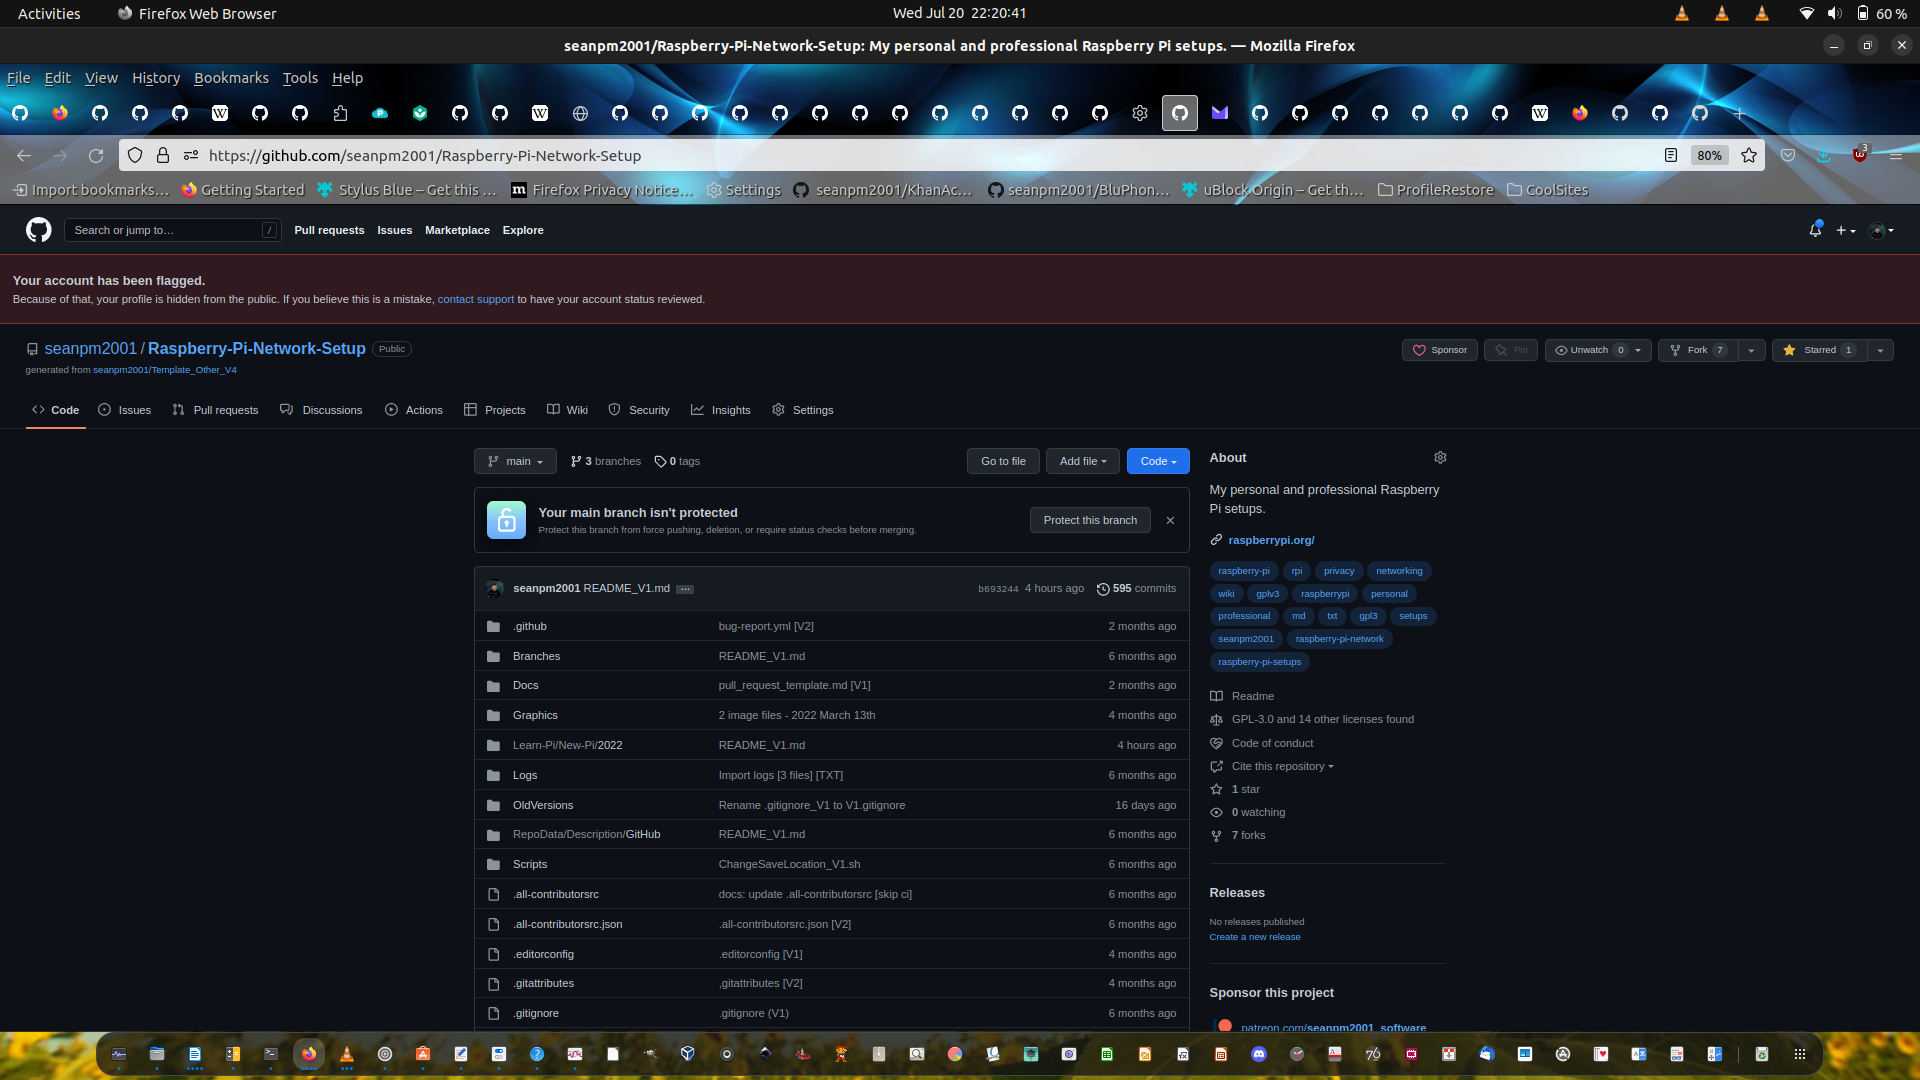 Activities
Firefox Web Browser
Wed Jul 20  22:20:41
60 %
seanpm2001/Raspberry-Pi-Network-Setup: My personal and professional Raspberry Pi setups. — Mozilla Firefox
File Edit View History Bookmarks Tools Help
https://github.com/seanpm2001/Raspberry-Pi-Network-Setup
80%
3
Import bookmarks…
Getting Started
Stylus Blue – Get this …
Firefox Privacy Notice…
Settings
seanpm2001/KhanAc…
seanpm2001/BluPhon…
uBlock Origin – Get th…
ProfileRestore
CoolSites
Search or jump to…
/
Pull requests Issues Marketplace Explore
Your account has been flagged.
Because of that, your profile is hidden from the public. If you believe this is a mistake, contact support to have your account status reviewed.
seanpm2001 / Raspberry-Pi-Network-Setup Public
generated from seanpm2001/Template_Other_V4
Sponsor
Pin
Unwatch 0
Fork 7
Starred 1
Code
Issues
Pull requests
Discussions
Actions
Projects
Wiki
Security
Insights
Settings
main
3 branches
0 tags
Go to file
Add file
Code
Your main branch isn't protected
Protect this branch from force pushing, deletion, or require status checks before merging.
Protect this branch
seanpm2001 README_V1.md …
b693244 4 hours ago
595 commits
.github bug-report.yml [V2] 2 months ago
Branches README_V1.md 6 months ago
Docs pull_request_template.md [V1] 2 months ago
Graphics 2 image files - 2022 March 13th 4 months ago
Learn-Pi/New-Pi/2022 README_V1.md 4 hours ago
Logs Import logs [3 files] [TXT] 6 months ago
OldVersions Rename .gitignore_V1 to V1.gitignore 16 days ago
RepoData/Description/GitHub README_V1.md 6 months ago
Scripts ChangeSaveLocation_V1.sh 6 months ago
.all-contributorsrc docs: update .all-contributorsrc [skip ci] 6 months ago
.all-contributorsrc.json .all-contributorsrc.json [V2] 6 months ago
.editorconfig .editorconfig [V1] 4 months ago
.gitattributes .gitattributes [V2] 4 months ago
.gitignore .gitignore (V1) 6 months ago
About
My personal and professional Raspberry
Pi setups.
raspberrypi.org/
raspberry-pi rpi privacy networking
wiki gplv3 raspberrypi personal
professional md txt gpl3 setups
seanpm2001 raspberry-pi-network
raspberry-pi-setups
Readme
GPL-3.0 and 14 other licenses found
Code of conduct
Cite this repository
1 star
0 watching
7 forks
Releases
No releases published
Create a new release
Sponsor this project
patreon.com/seanpm2001_software